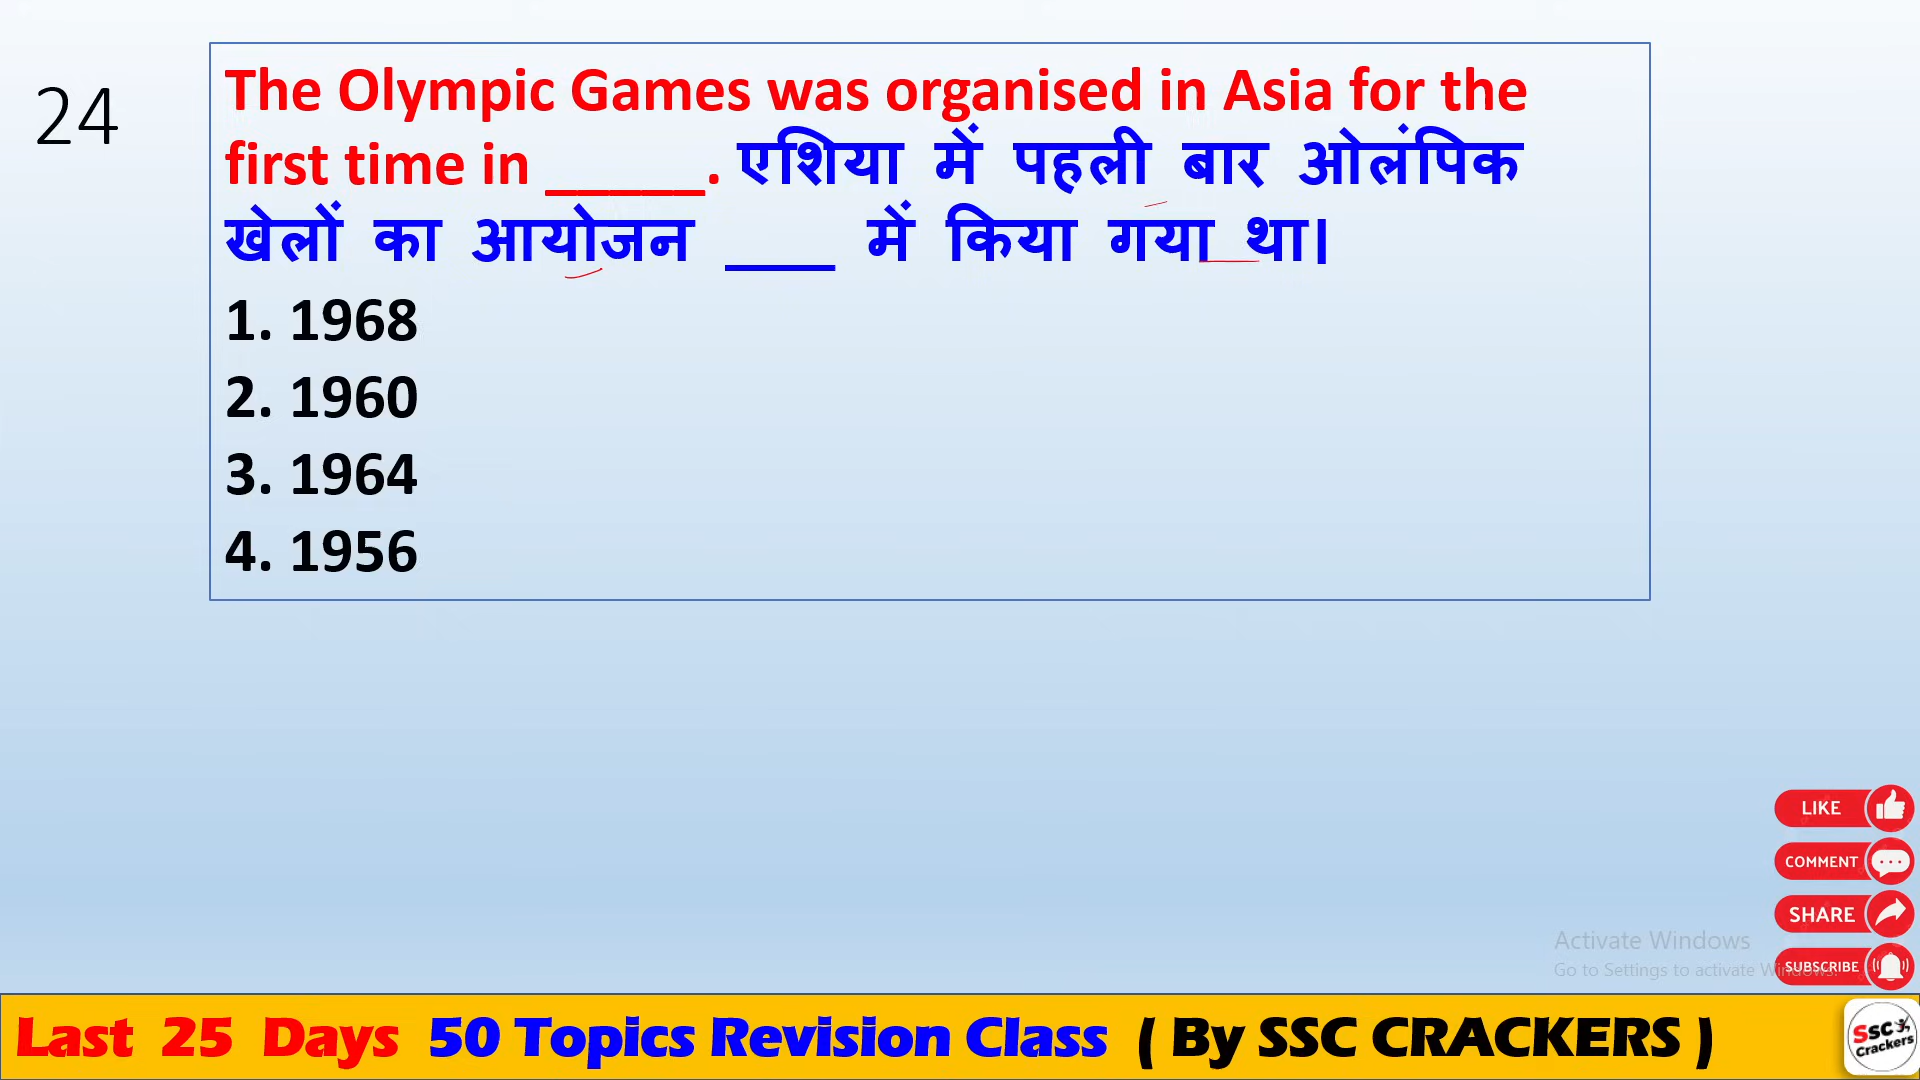 24
The Olympic Games was organised in Asia for the
first time in _____. एशिया में पहली बार ओलंपिक
खेलों का आयोजन ____ में किया गया था।
1. 1968
2. 1960
3. 1964
4. 1956
LIKE
COMMENT
SHARE
Activate Windows
Go to Settings to activate Windows.
SUBSCRIBE
Last 25 Days 50 Topics Revision Class ( By SSC CRACKERS )
SSC
Crackers